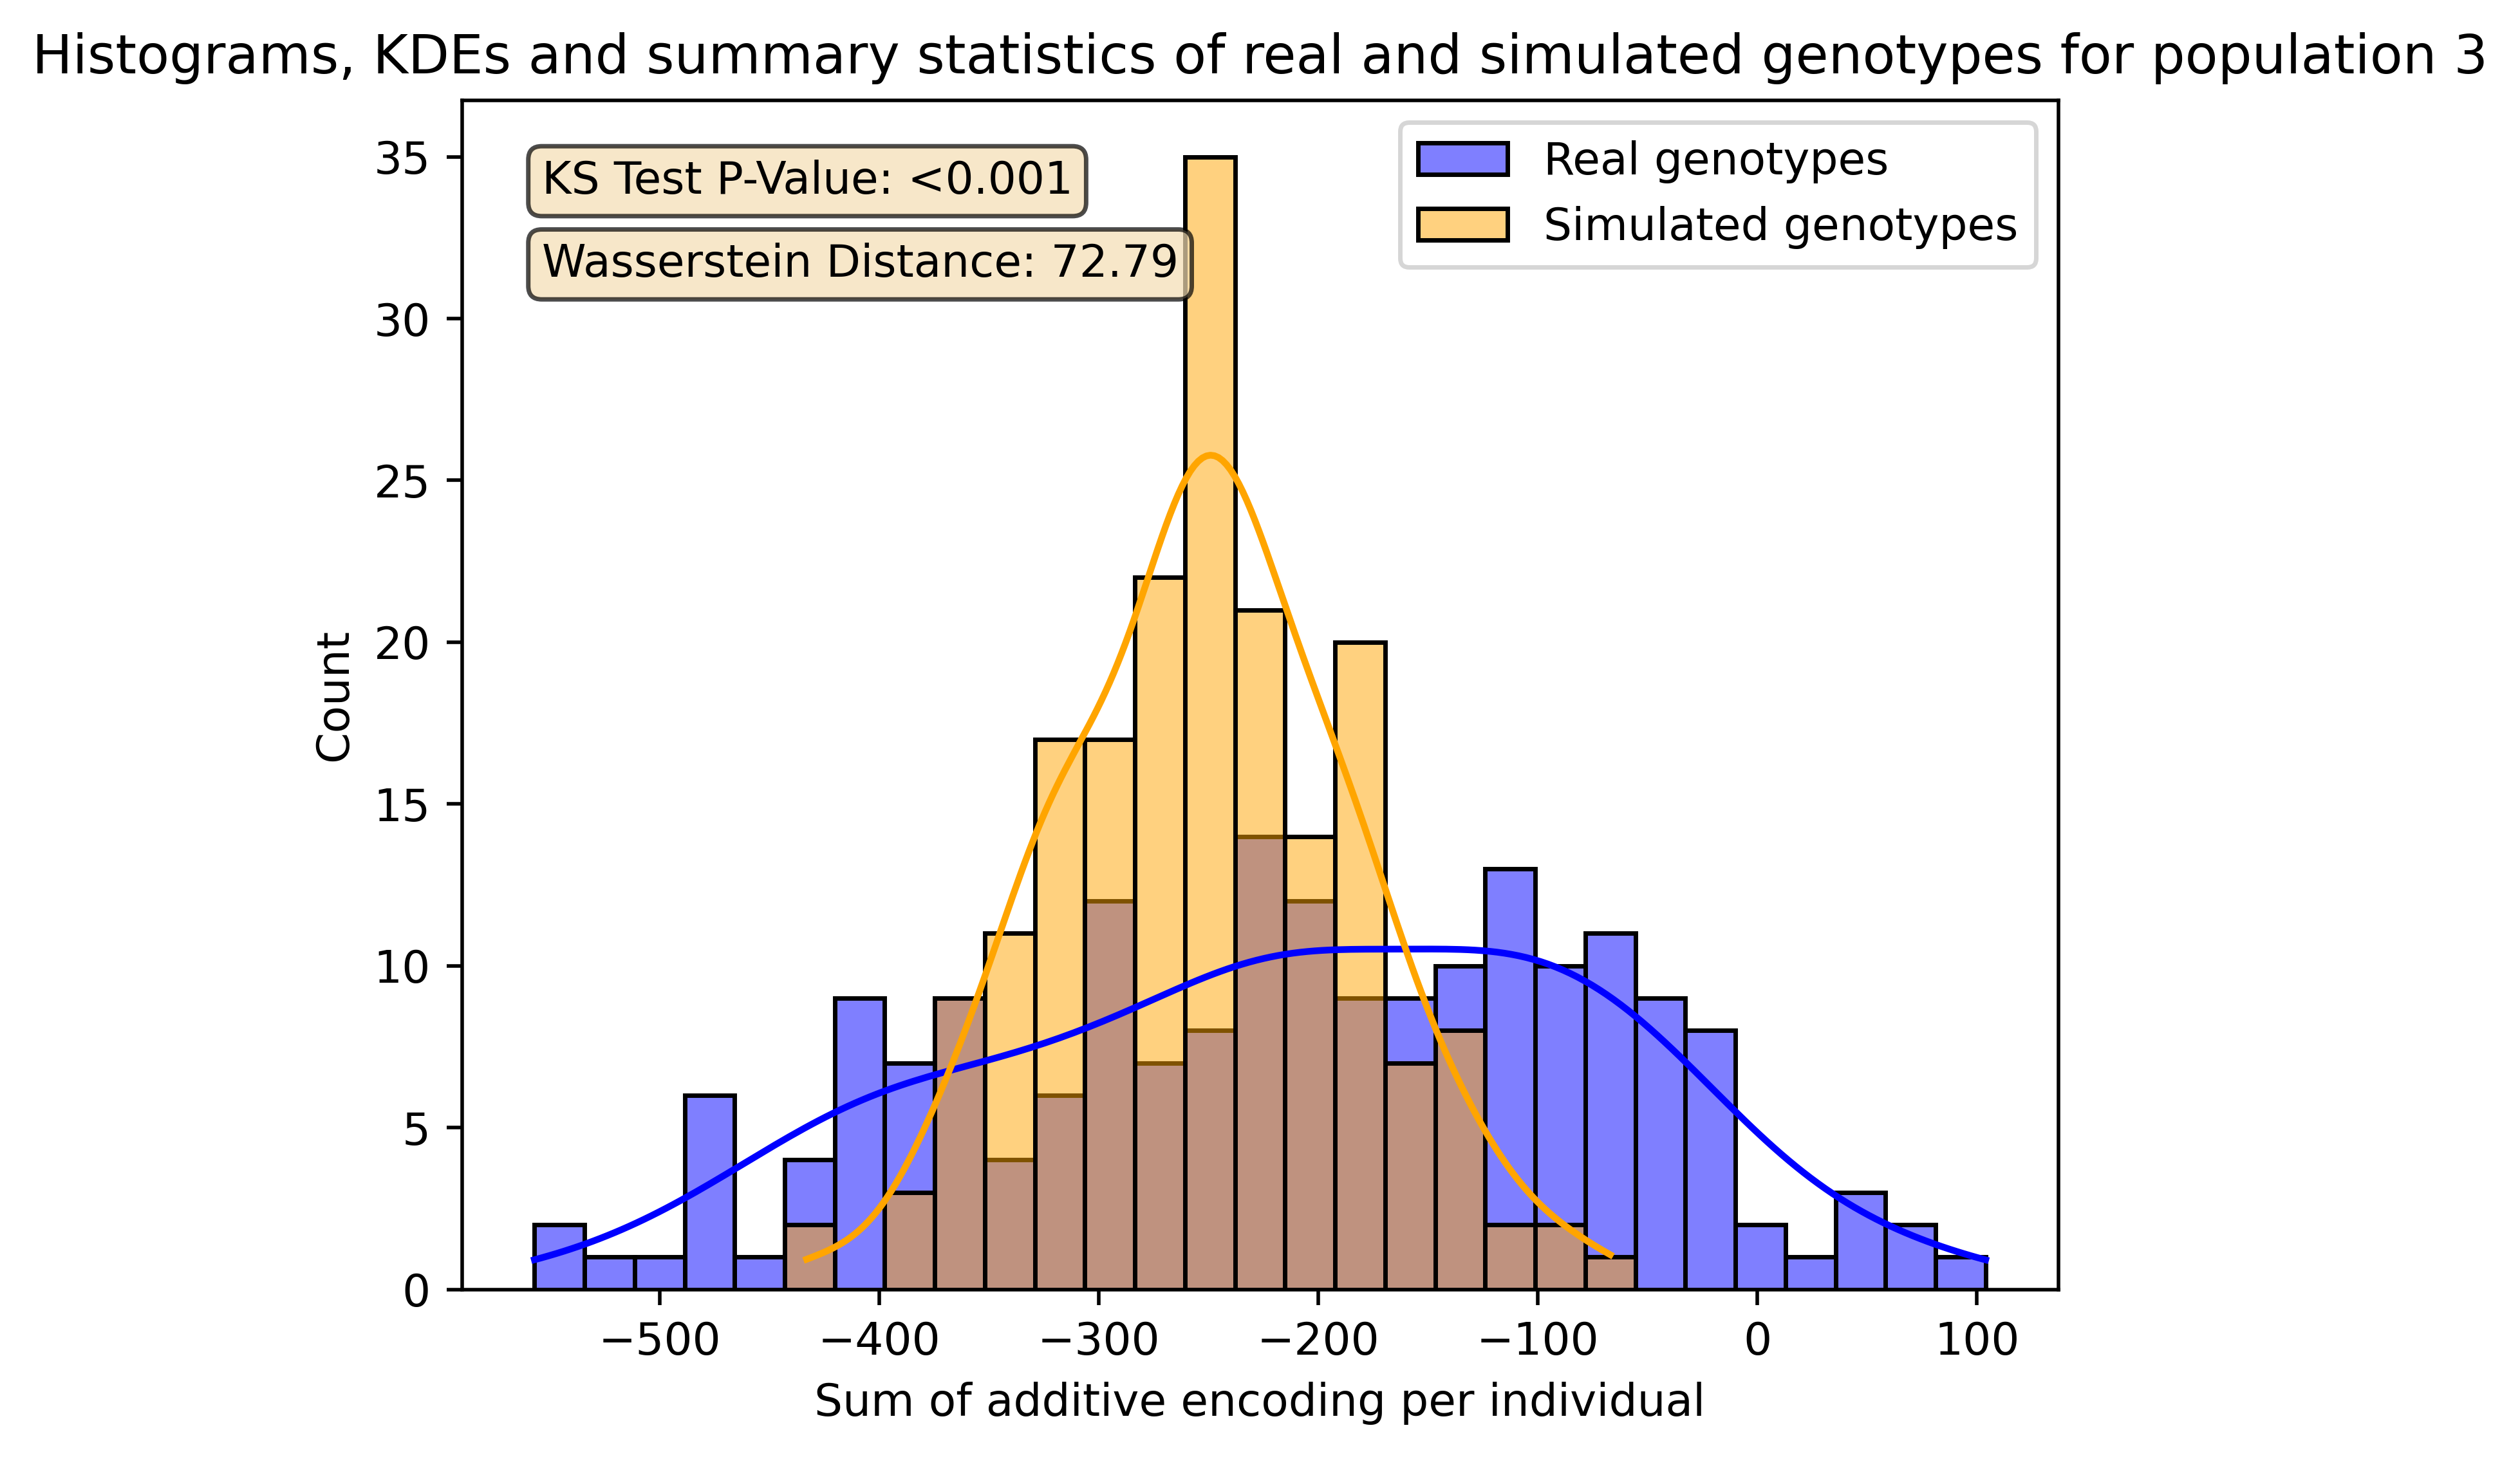 Histograms, KDEs and summary statistics of real and simulated genotypes for population 3
KS Test P-Value: <0.001
Wasserstein Distance: 72.79
Real genotypes
Simulated genotypes
35
30
25
20
15
10
5
0
Count
−500
−400
−300
−200
−100
0
100
Sum of additive encoding per individual